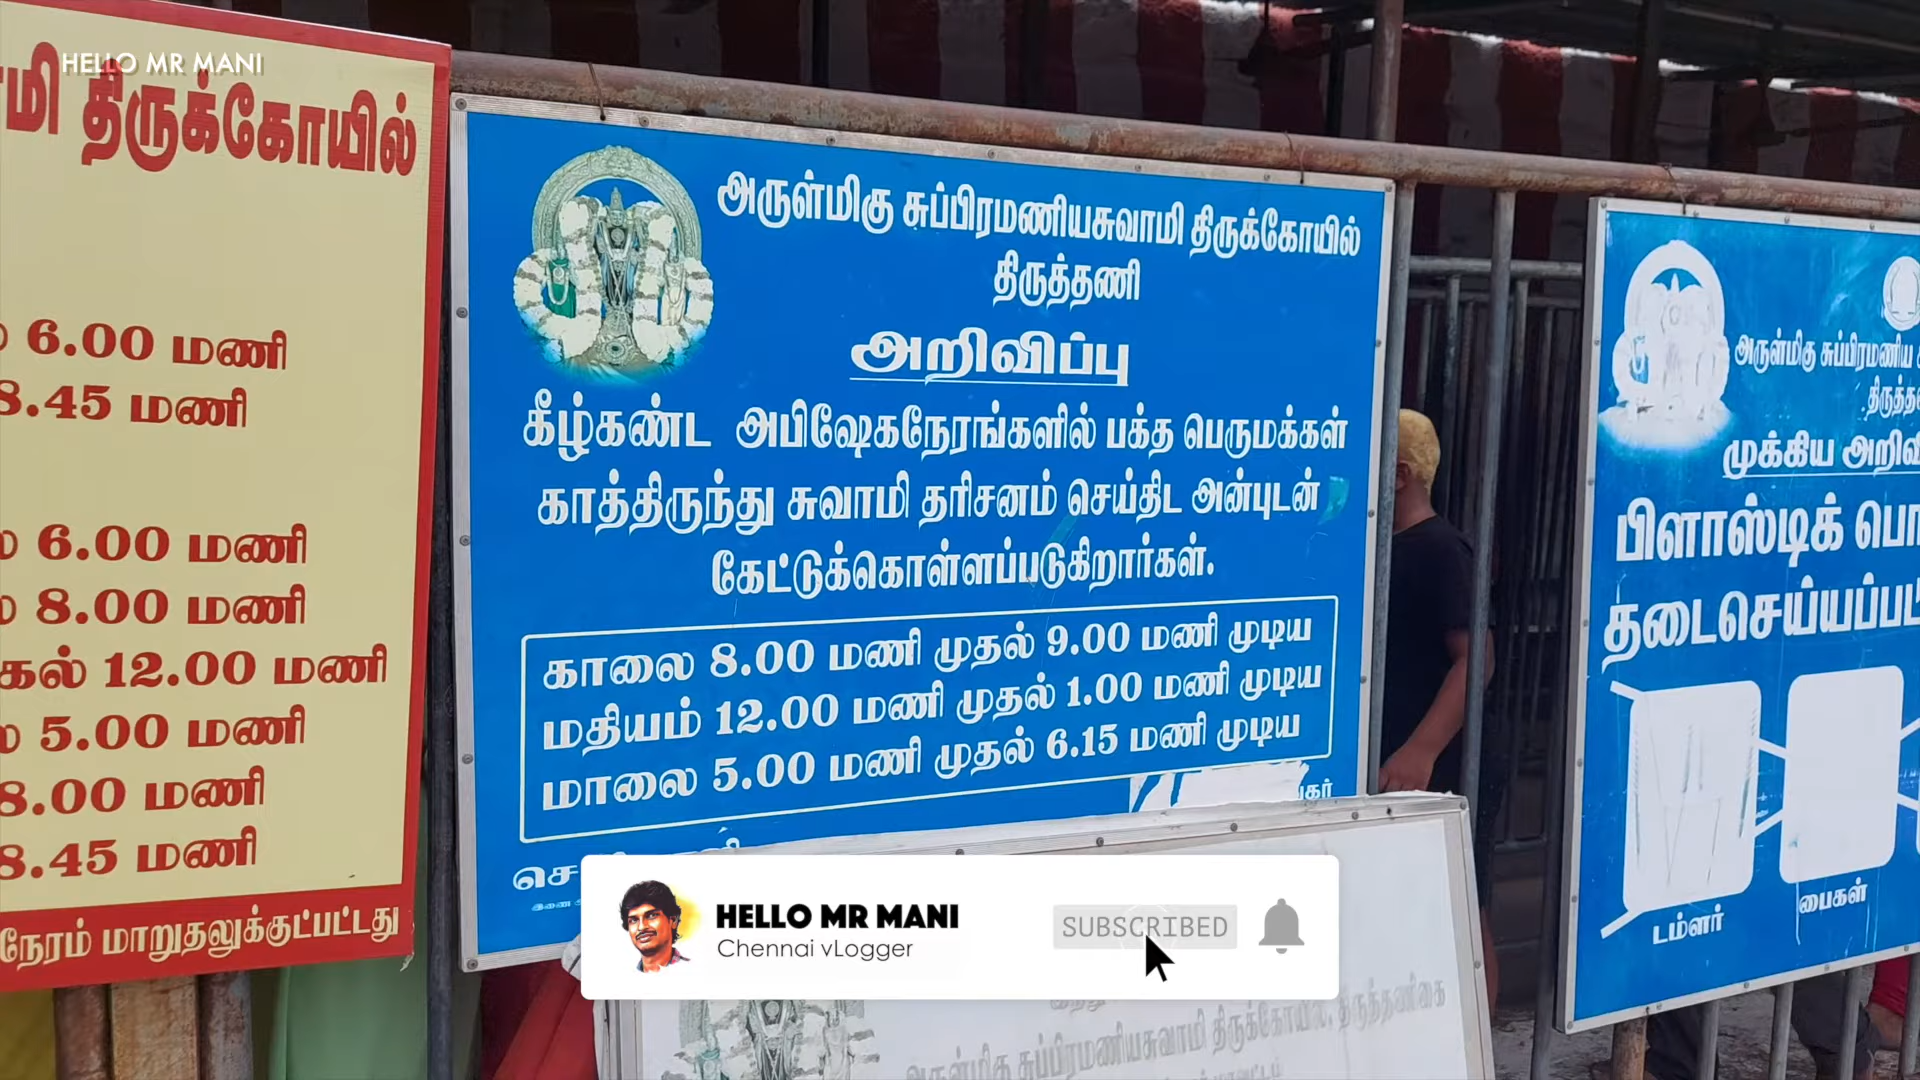 HELLO MR MANI
திருக்கோயில்
6.00 மணி
8.45 மணி
6.00 மணி
8.00 மணி
12.00 மணி
5.00 மணி
8.00 மணி
8.45 மணி
நேரம் மாறுதலுக்குட்பட்டது
அருள்மிகு சுப்பிரமணியசுவாமி திருக்கோயில்
திருத்தணி
அறிவிப்பு
கீழ்கண்ட அபிஷேகநேரங்களில் பக்த பெருமக்கள்
காத்திருந்து சுவாமி தரிசனம் செய்திட அன்புடன்
கேட்டுக்கொள்ளப்படுகிறார்கள்.
காலை 8.00 மணி முதல் 9.00 மணி முடிய
மதியம் 12.00 மணி முதல் 1.00 மணி முடிய
மாலை 5.00 மணி முதல் 6.15 மணி முடிய
அருள்மிகு சுப்பிரமணிய
முக்கிய
பிளாஸ்டிக்
டம்ளர்
பைகள்
HELLO MR MANI
Chennai vLogger
SUBSCRIBED
அருள்மிகு சுப்பிரமணியசுவாமி திருக்கோயில், திருத்தணிகை